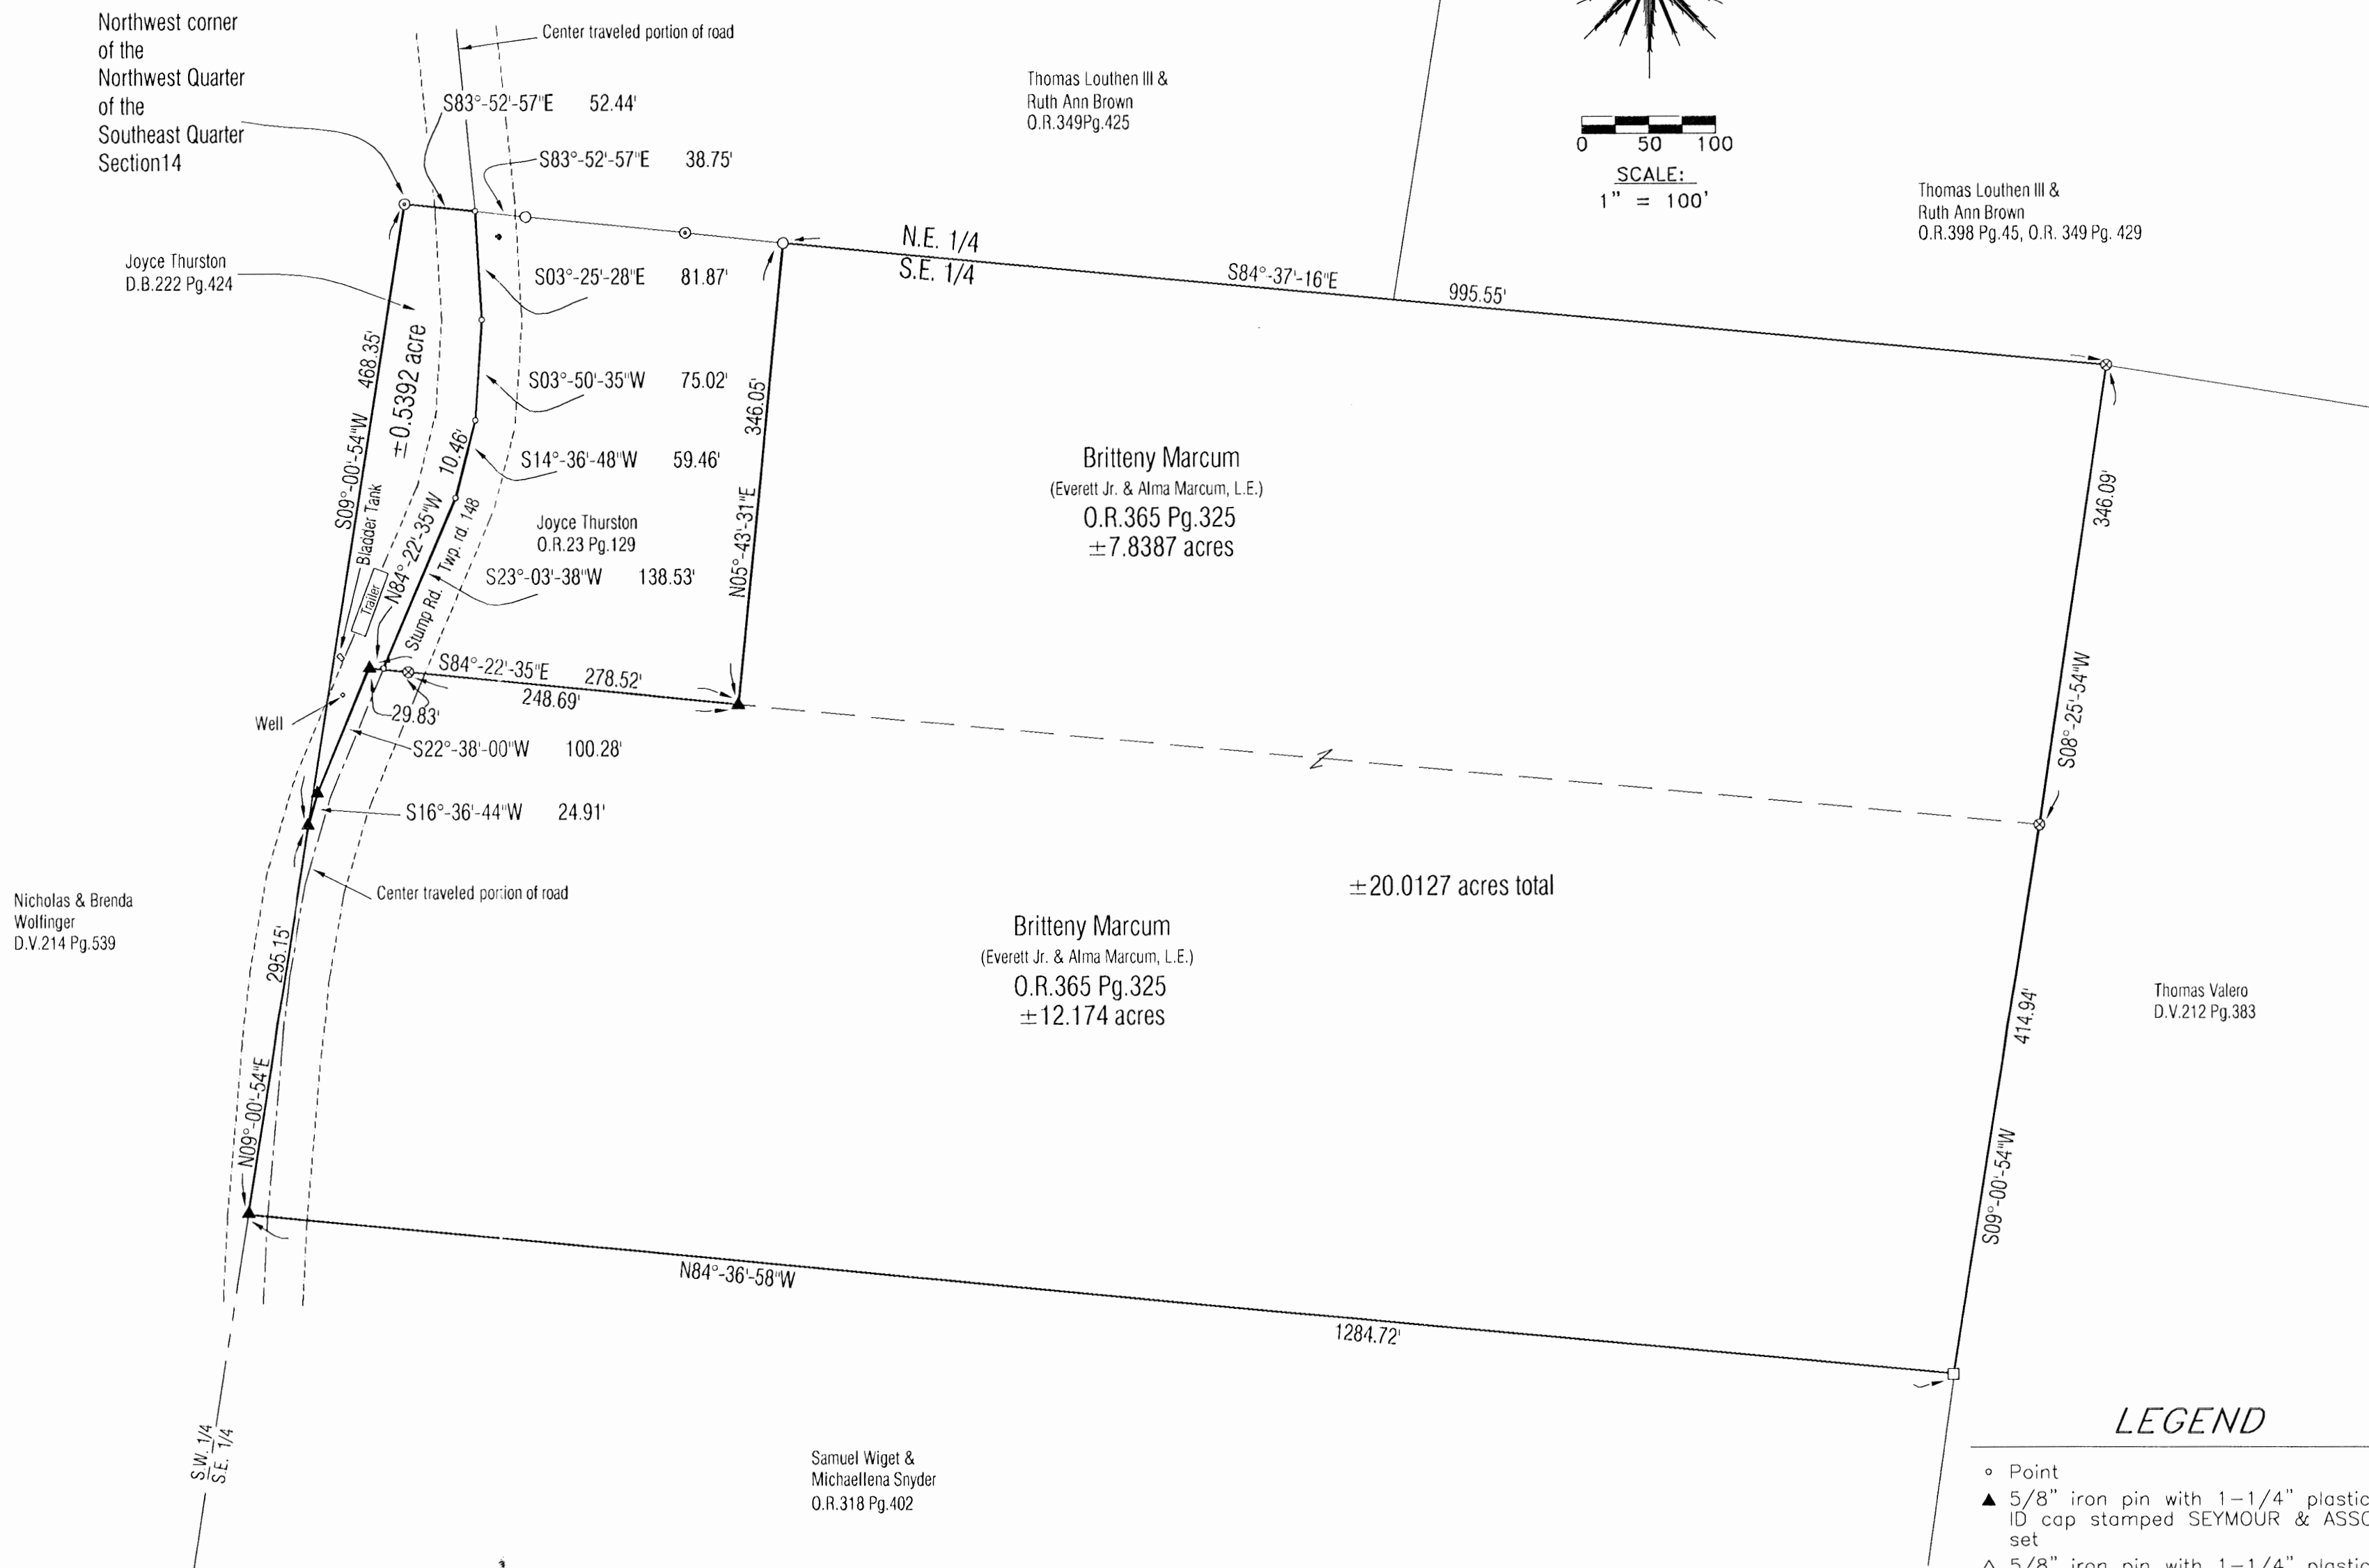 Northwest corner
of the
Northwest Quarter
of the
Southeast Quarter
Section14
Center traveled portion of road
S83°-52'-57"E 52.44'
S83°-52'-57"E 38.75'
Thomas Louthen III &
Ruth Ann Brown
O.R.349Pg.425
0 50 100
SCALE:
1" = 100'
Thomas Louthen III &
Ruth Ann Brown
O.R.398 Pg.45, O.R. 349 Pg. 429
Joyce Thurston
D.B.222 Pg.424
N.E. 1/4
S.E. 1/4
S84°-37'-16"E 995.55'
S03°-25'-28"E 81.87'
S03°-50'-35"W 75.02'
S14°-36'-48"W 59.46'
S09°-00'-54"W 468.35'
±0.5392 acre
N84°-22'-35"W 10.46'
Bladder Tank
Trailer
Stump Rd. Twp. rd. 148
Joyce Thurston
O.R.23 Pg.129
S23°-03'-38"W 138.53'
N05°-43'-31"E 346.05'
Britteny Marcum
(Everett Jr. & Alma Marcum, L.E.)
O.R.365 Pg.325
±7.8387 acres
346.09'
S08°-25'-54"W
S84°-22'-35"E 278.52'
248.69'
29.83'
Well
S22°-38'-00"W 100.28'
S16°-36'-44"W 24.91'
Center traveled portion of road
Nicholas & Brenda
Wolfinger
D.V.214 Pg.539
295.15'
N09°-00'-54"E
±20.0127 acres total
Britteny Marcum
(Everett Jr. & Alma Marcum, L.E.)
O.R.365 Pg.325
±12.174 acres
Thomas Valero
D.V.212 Pg.383
414.94'
S09°-00'-54"W
N84°-36'-58"W 1284.72'
S.W. 1/4
S.E. 1/4
Samuel Wiget &
Michaellena Snyder
O.R.318 Pg.402
LEGEND
Point
5/8" iron pin with 1-1/4" plastic
ID cap stamped SEYMOUR & ASSO
set
5/8" iron pin with 1-1/4" plastic